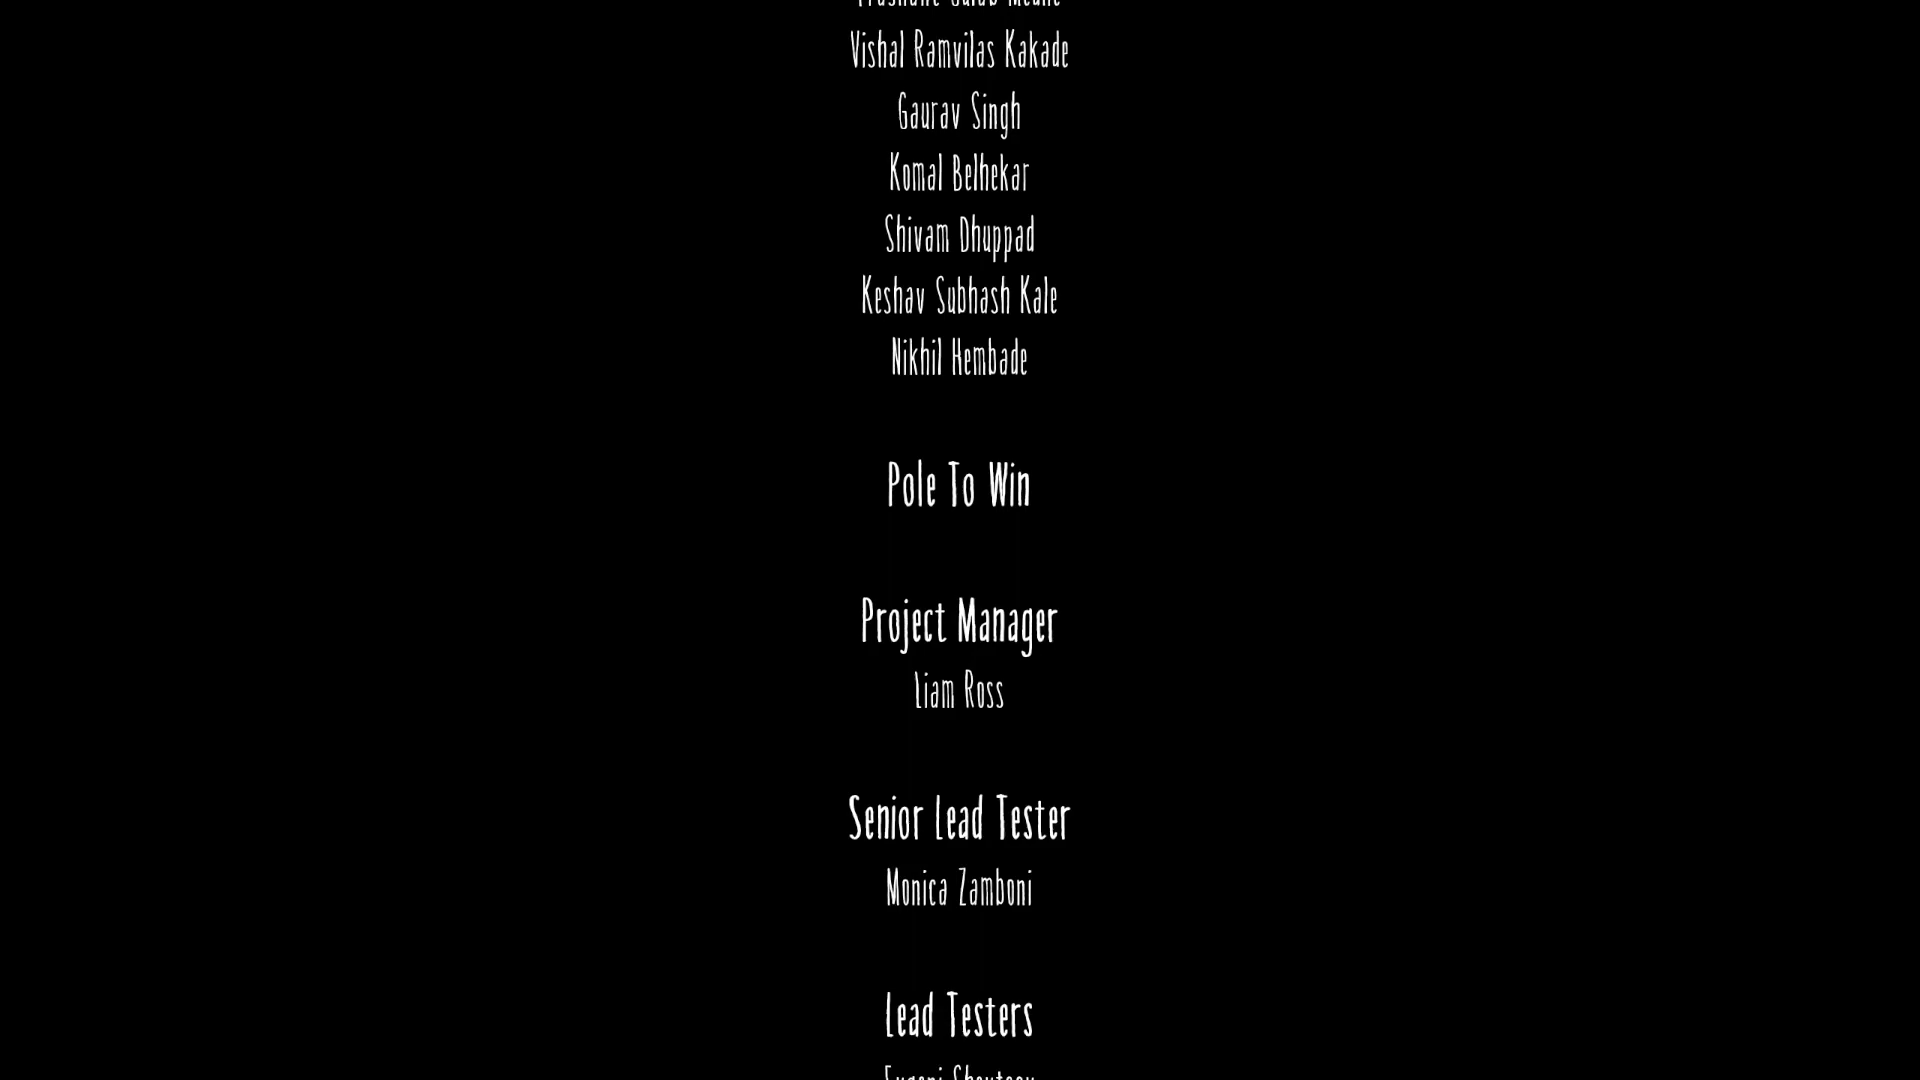 Vishal Ramvilas Kakade
Gaurav Singh
Komal Belhekar
Shivam Dhuppad
Keshav Subhash Kale
Nikhil Hembade
Pole To Win
Project Manager
Liam Ross
Senior Lead Tester
Monica Zamboni
Lead Testers